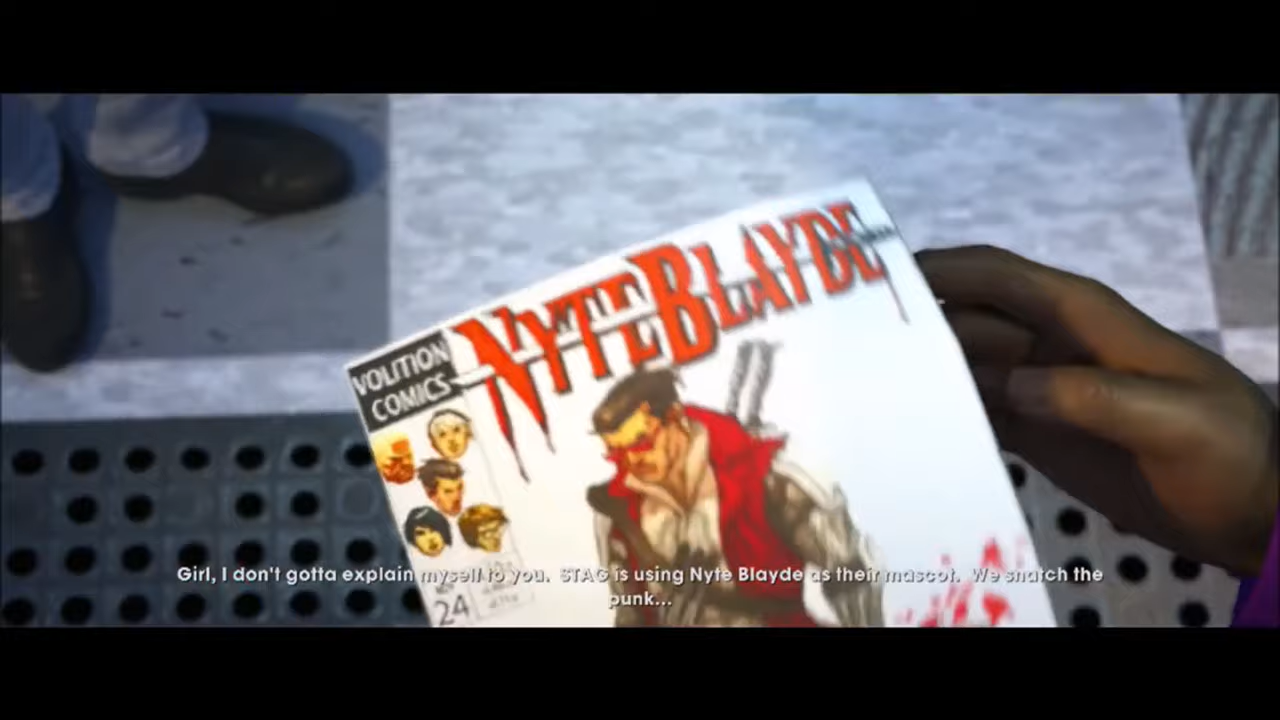 NYTEBLAYDE
VOLITION
COMICS
24
Girl, I don't gotta explain myself to you. STAG is using Nyte Blayde as their mascot. We snatch the
punk...